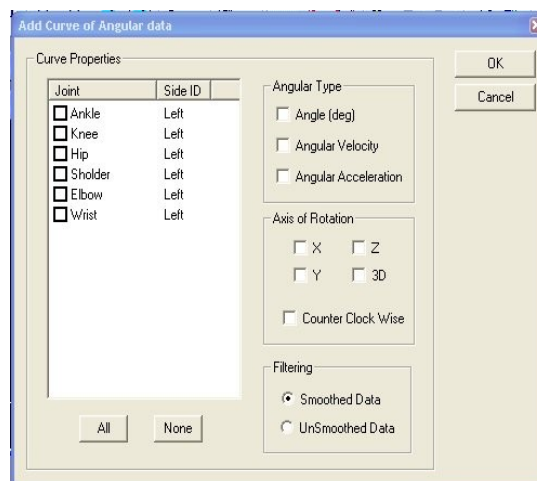 Add Curve of Angular data
Curve Properties
Joint Side ID
Ankle Left
Knee Left
Hip Left
Sholder Left
Elbow Left
Wrist Left
All None
Angular Type
Angle (deg)
Angular Velocity
Angular Acceleration
Axis of Rotation
X Z
Y 3D
Counter Clock Wise
Filtering
Smoothed Data
UnSmoothed Data
OK
Cancel